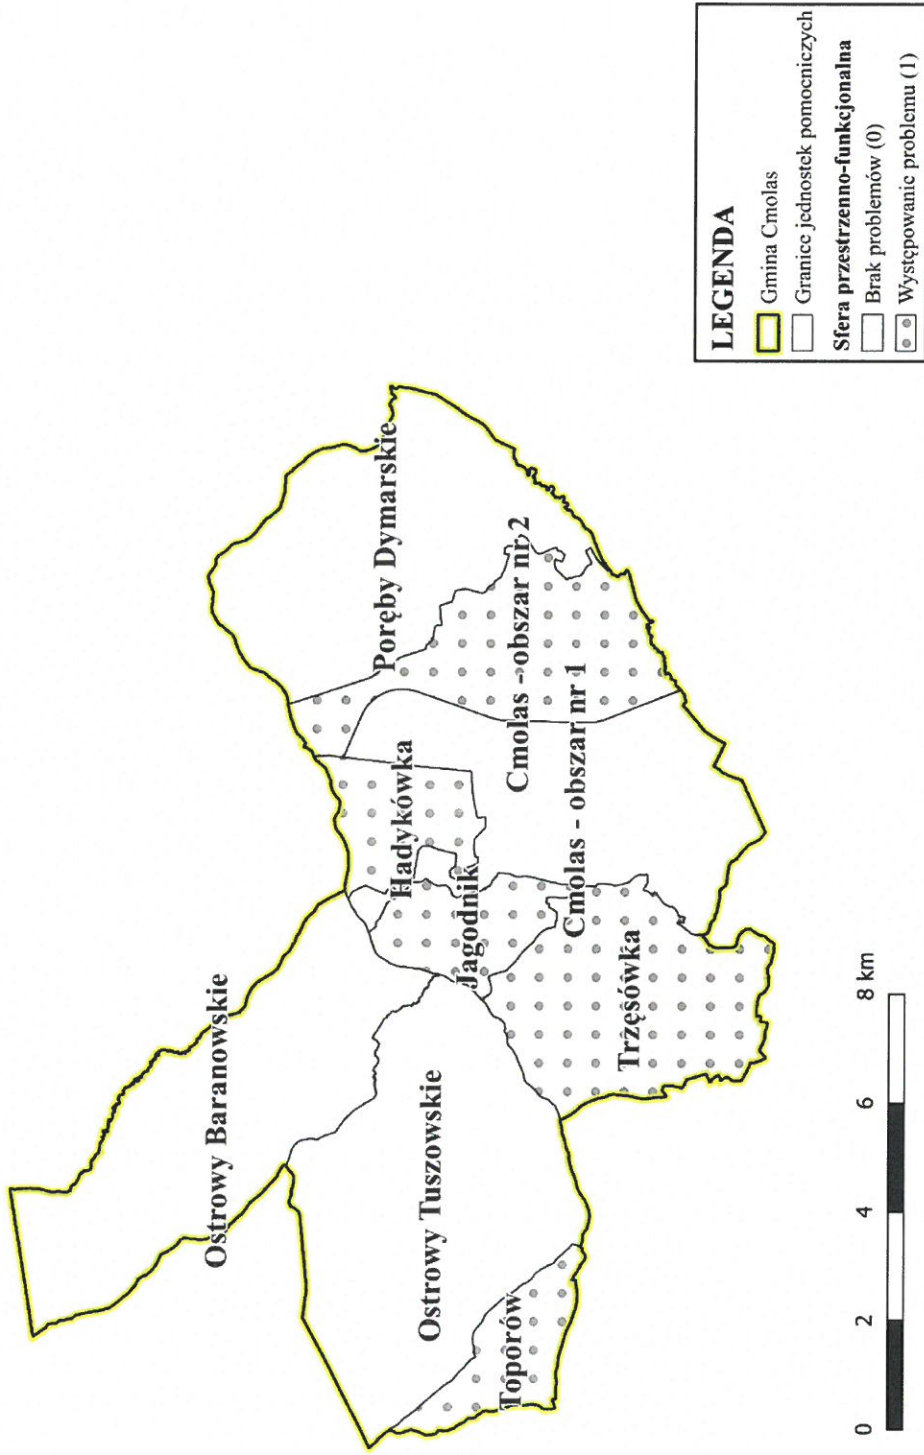 Ostrowy Baranowskie
Poręby Dymarskie
Hadykówka
Ostrowy Tuszowskie
Jagodnik
Cmolas - obszar nr 2
Toporów
Cmolas - obszar nr 1
Trzęsówka
0 2 4 6 8 km
LEGENDA
Gmina Cmolas
Granice jednostek pomocniczych
Sfera przestrzenno-funkcjonalna
Brak problemów (0)
Występowanie problemu (1)